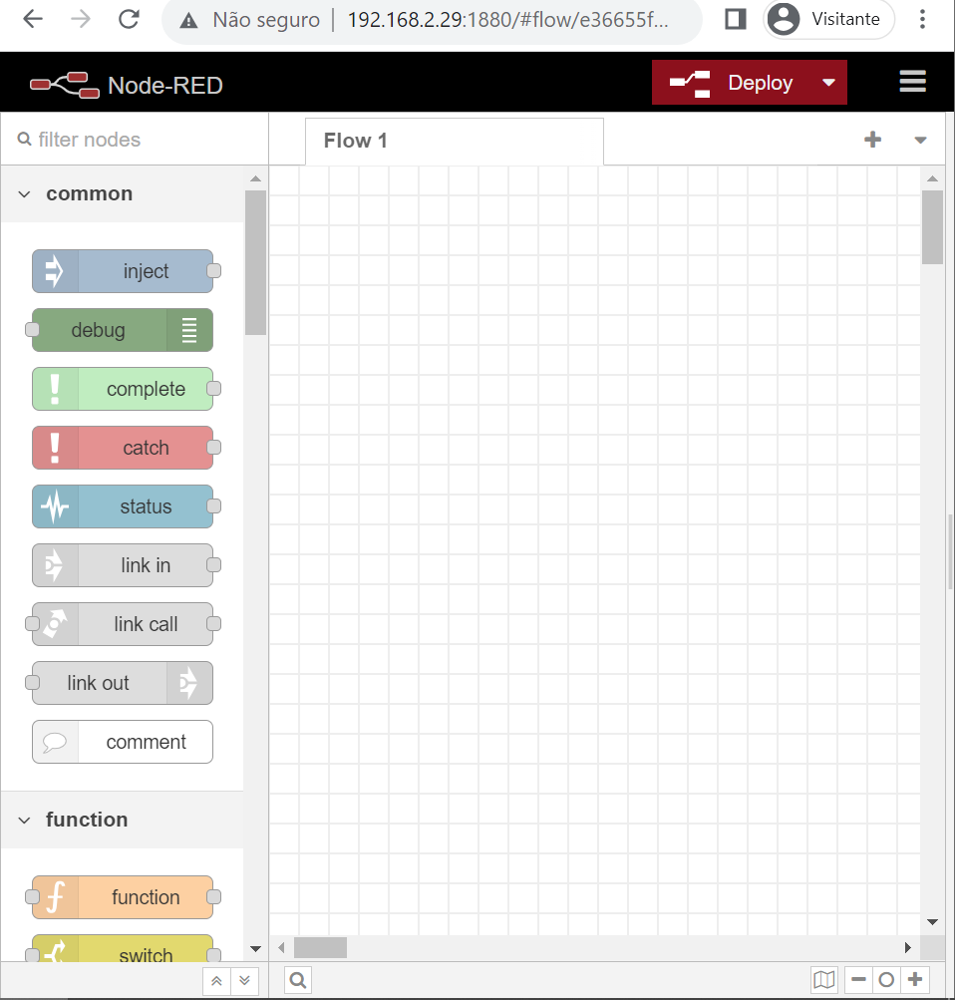 Não seguro | 192.168.2.29:1880/#flow/e36655f... Visitante
Node-RED Deploy
filter nodes Flow 1
common
inject
debug
complete
catch
status
link in
link call
link out
comment
function
function
switch